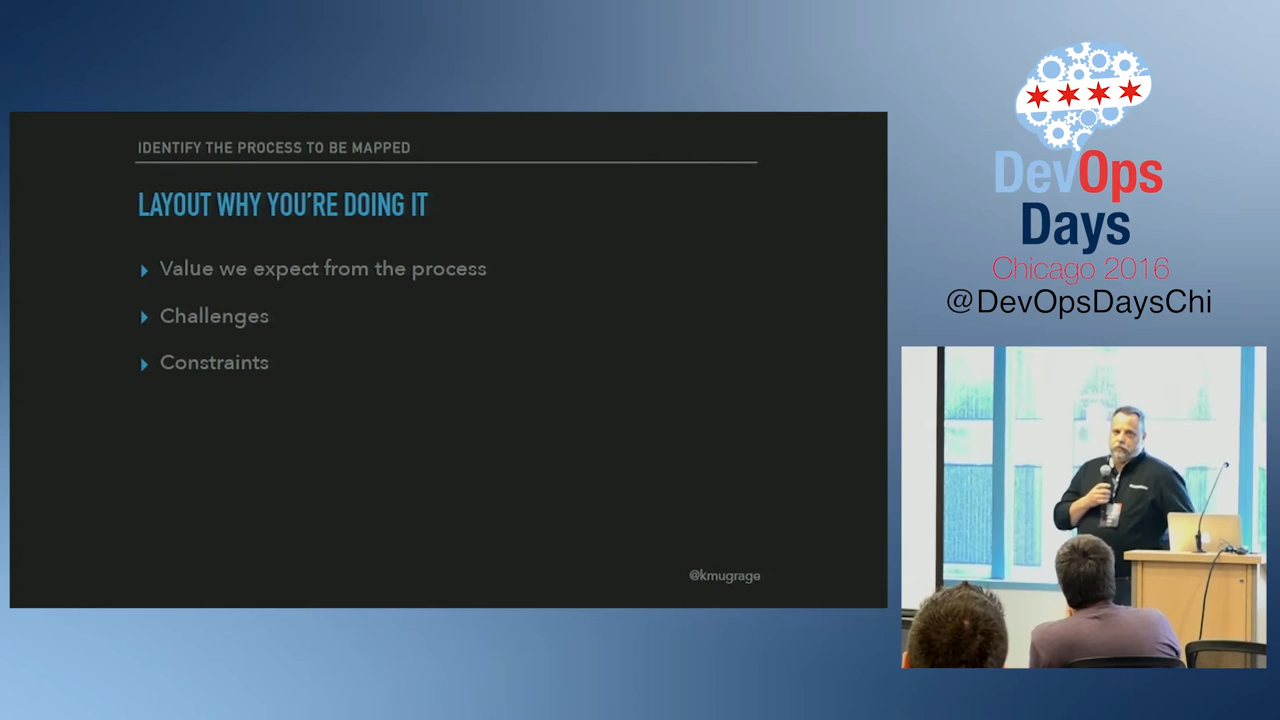 IDENTIFY THE PROCESS TO BE MAPPED
LAYOUT WHY YOU'RE DOING IT
Value we expect from the process
Challenges
Constraints
@kmugrage
DevOps
Days
Chicago 2016
@DevOpsDaysChi